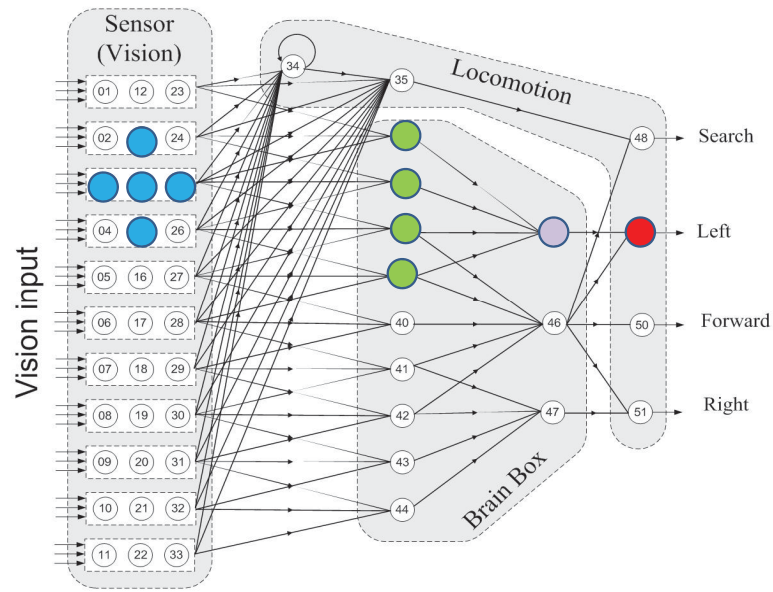 Sensor
(Vision)
Locomotion
Brain Box
Vision input
01 12 23
02 24
04 26
05 16 27
06 17 28
07 18 29
08 19 30
09 20 31
10 21 32
11 22 33
34
35
40
41
42
43
44
46
47
48
50
51
Search
Left
Forward
Right